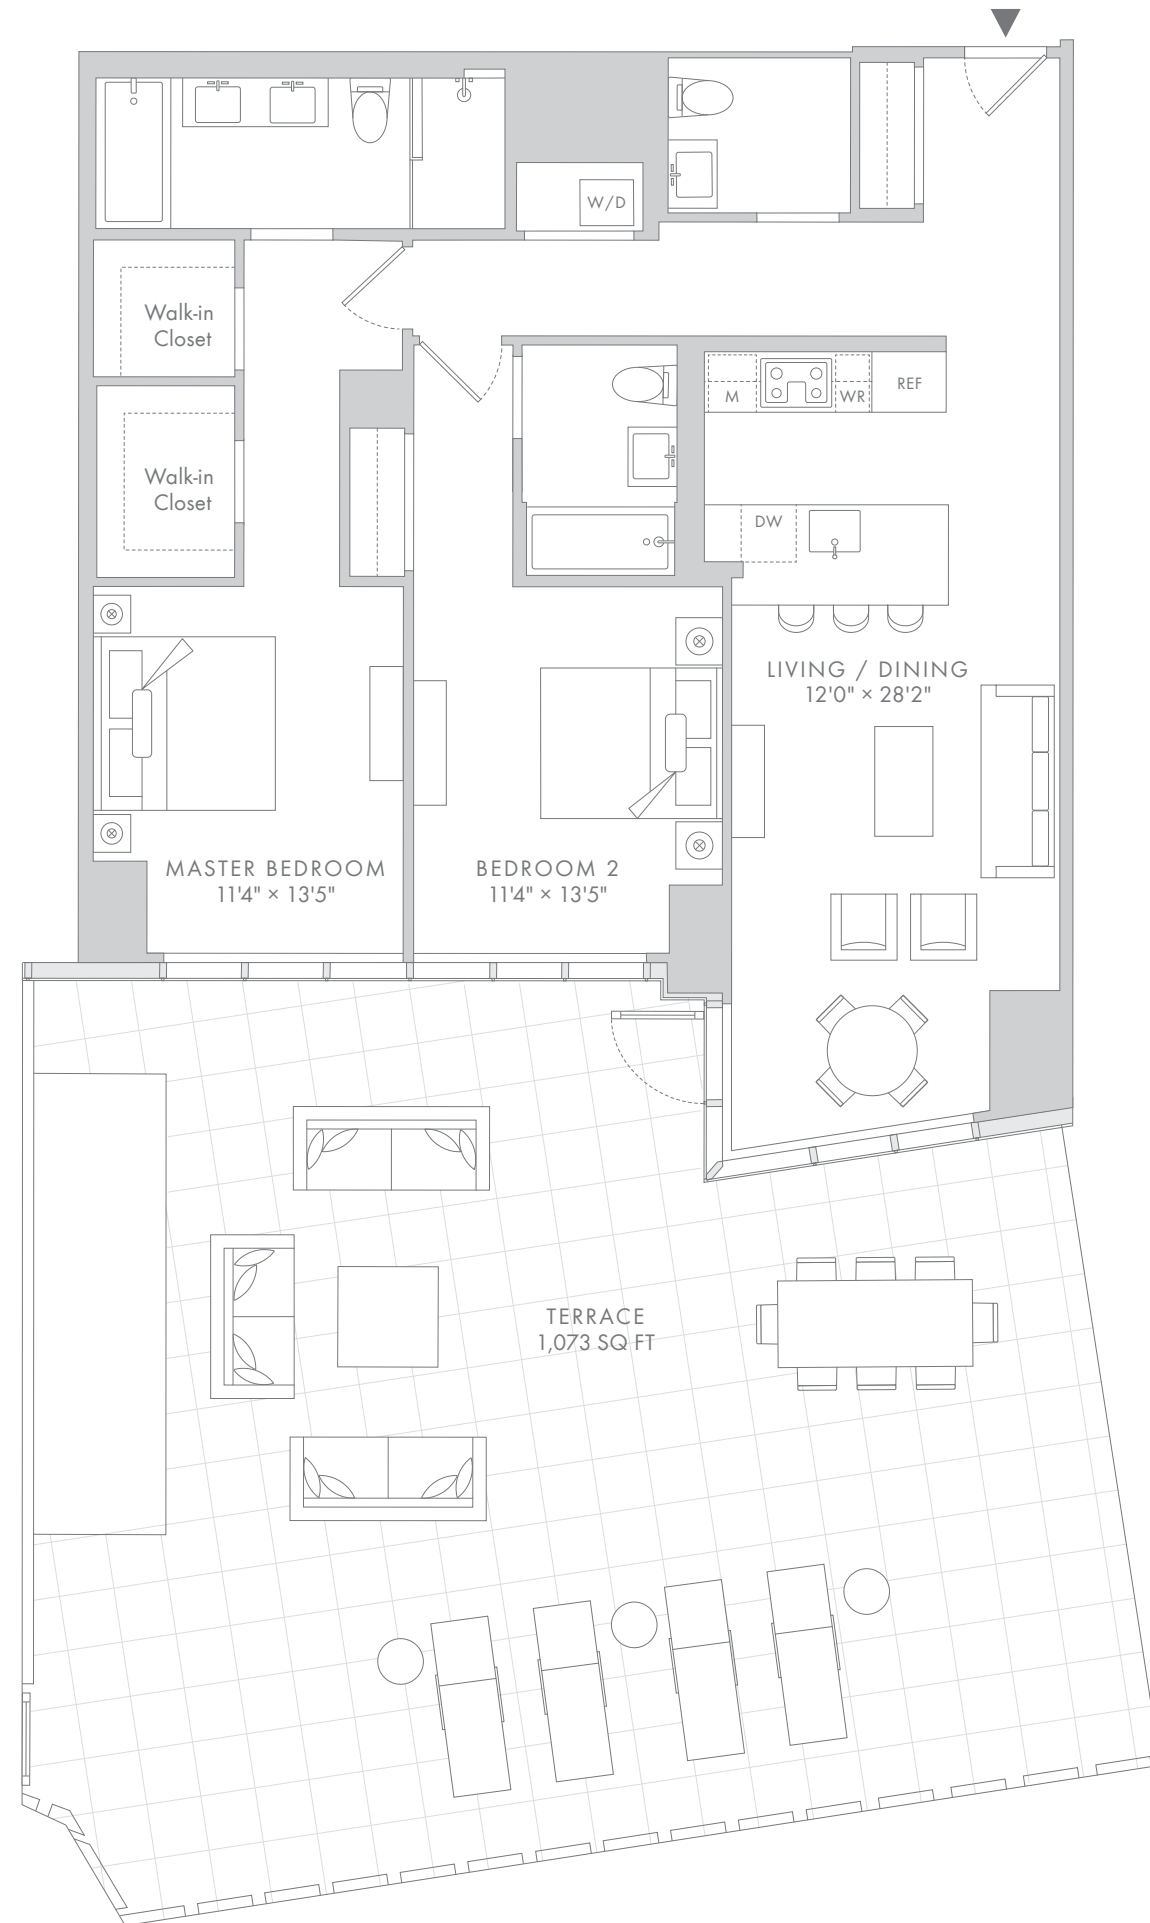 W/D
Walk-in
Closet
M
WR
REF
Walk-in
Closet
DW
LIVING / DINING
12'0" × 28'2"
MASTER BEDROOM
11'4" × 13'5"
BEDROOM 2
11'4" × 13'5"
TERRACE
1,073 SQ FT